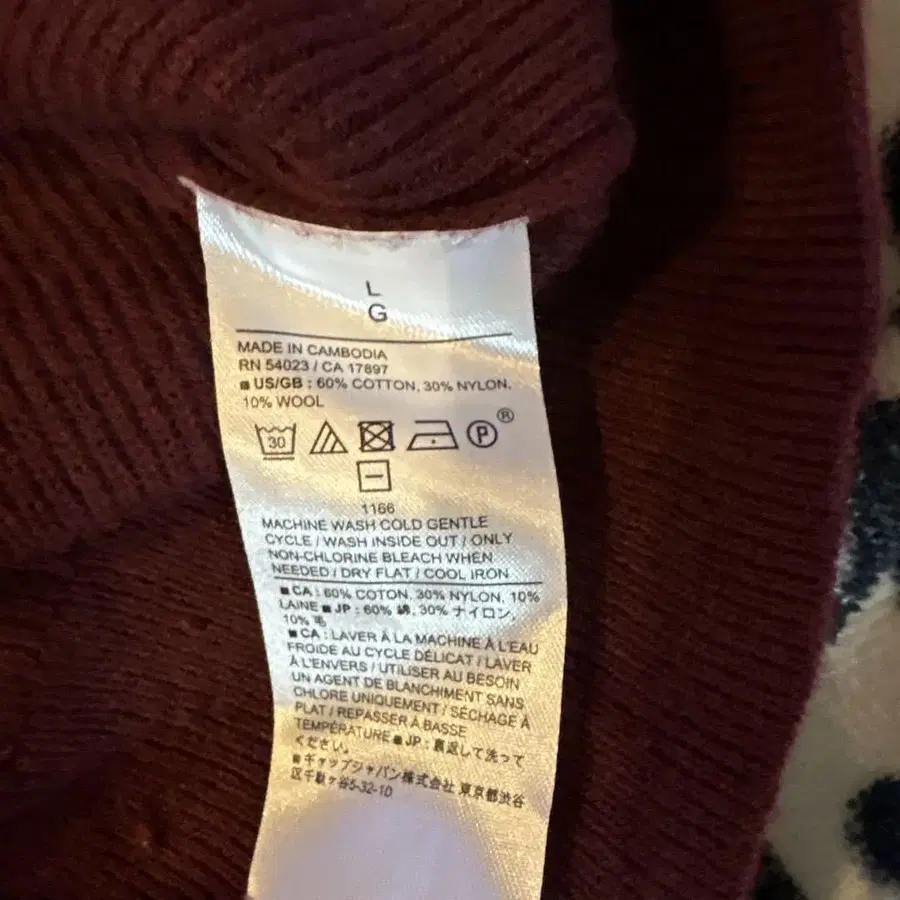 L
G
MADE IN CAMBODIA
RN 54023 / CA 17897
■ US/GB : 60% COTTON, 30% NYLON,
10% WOOL
30
P
®
1166
MACHINE WASH COLD GENTLE
CYCLE / WASH INSIDE OUT / ONLY
NON-CHLORINE BLEACH WHEN
NEEDED / DRY FLAT / COOL IRON
■ CA : 60% COTON, 30% NYLON, 10%
LAINE ■ JP : 60% 綿, 30% ナイロン,
10% 毛
■ CA : LAVER À LA MACHINE À L'EAU
FROIDE AU CYCLE DÉLICAT / LAVER
À L'ENVERS / UTILISER AU BESOIN
UN AGENT DE BLANCHIMENT SANS
CHLORE UNIQUEMENT / SÉCHAGE À
PLAT / REPASSER À BASSE
TEMPÉRATURE ■ JP : 裏返して洗って
ください。
■ ギャップジャパン株式会社 東京都渋谷
区千駄ヶ谷5-32-10